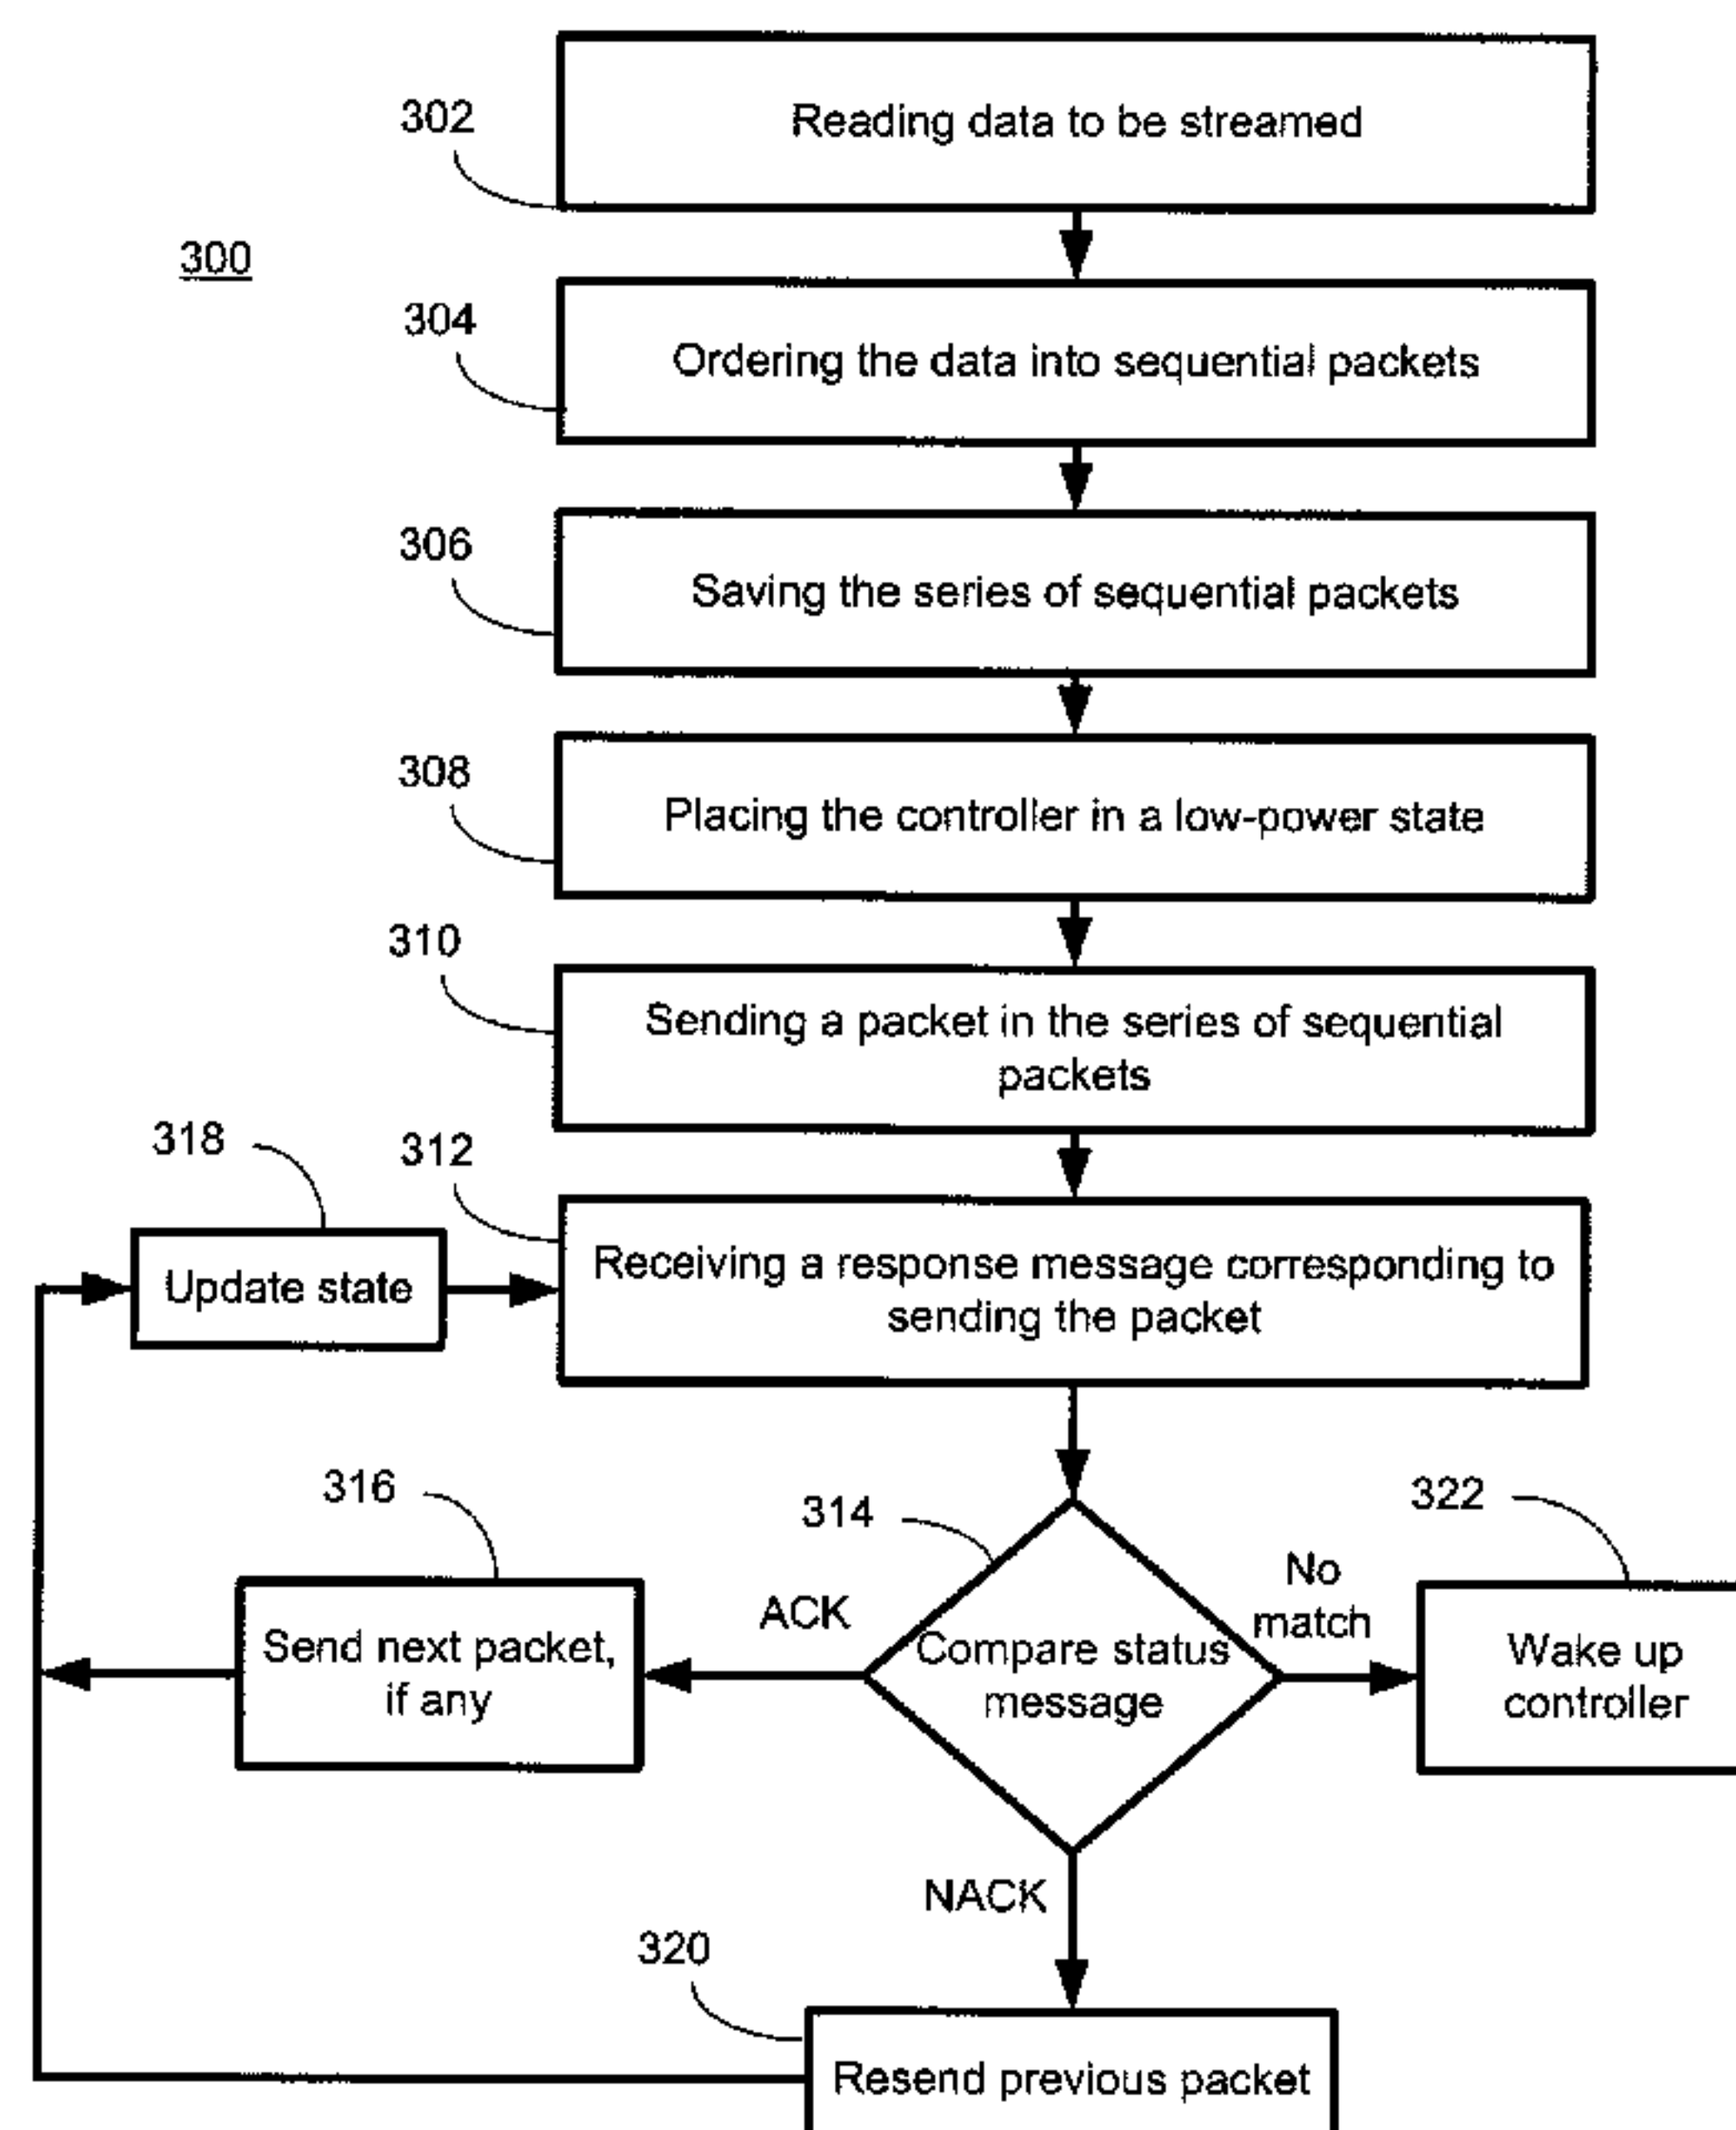 302
Reading data to be streamed
300
304
Ordering the data into sequential packets
306
Saving the series of sequential packets
308
Placing the controller in a low-power state
310
Sending a packet in the series of sequential
packets
318
312
Update state
Receiving a response message corresponding to
sending the packet
316
314
322
ACK
No
match
Send next packet,
if any
Compare status
message
Wake up
controller
NACK
320
Resend previous packet